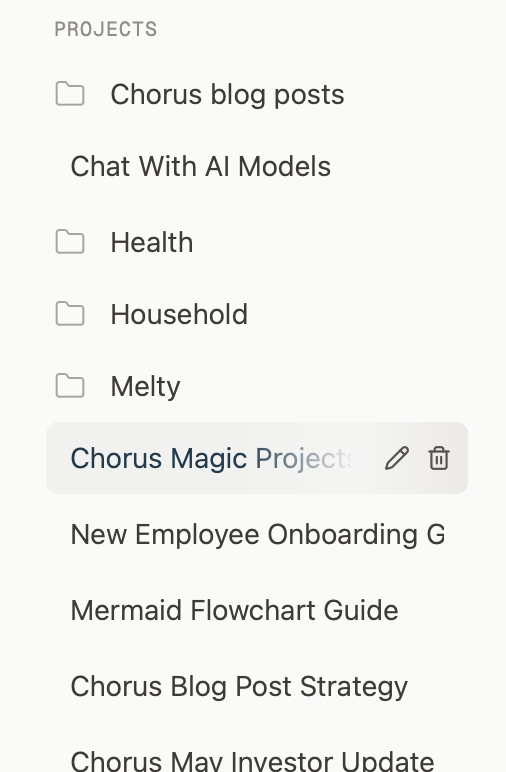 PROJECTS
Chorus blog posts
Chat With AI Models
Health
Household
Melty
Chorus Magic Projects
New Employee Onboarding G
Mermaid Flowchart Guide
Chorus Blog Post Strategy
Chorus May Investor Update